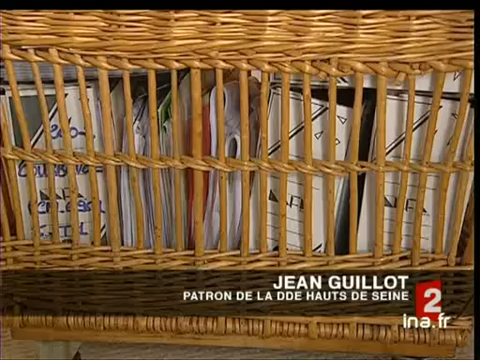 JEAN GUILLOT
PATRON DE LA DDE HAUTS DE SEINE
2
ina.fr